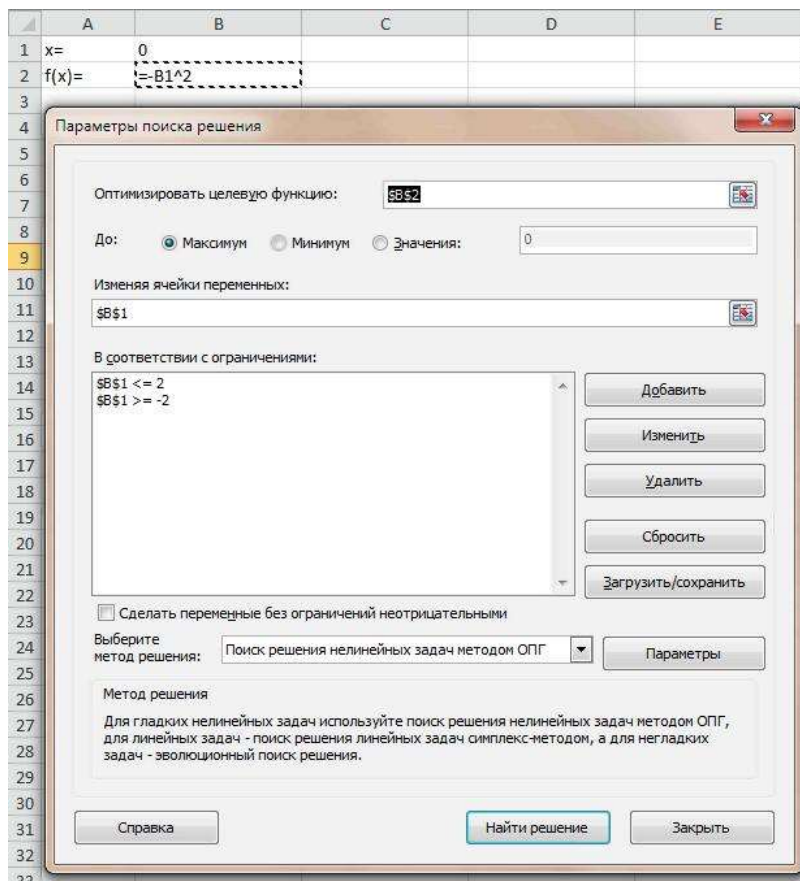 A B C D E
1 x= 0
2 f(x)= =-B1^2
3
4
Параметры поиска решения
5
6
Оптимизировать целевую функцию: $B$2
7
8
До: Максимум Минимум Значения: 0
9
10
Изменяя ячейки переменных:
11
$B$1
12
13
В соответствии с ограничениями:
14
$B$1 <= 2
Добавить
$B$1 >= -2
15
16
Изменить
17
18
Удалить
19
20
Сбросить
21
22
Загрузить/сохранить
23
Сделать переменные без ограничений неотрицательными
24
Выберите
метод решения: Поиск решения нелинейных задач методом ОПГ Параметры
25
26
Метод решения
27
Для гладких нелинейных задач используйте поиск решения нелинейных задач методом ОПГ,
28
для линейных задач - поиск решения линейных задач симплекс-методом, а для негладких
задач - эволюционный поиск решения.
29
30
31
Справка Найти решение Закрыть
32
33